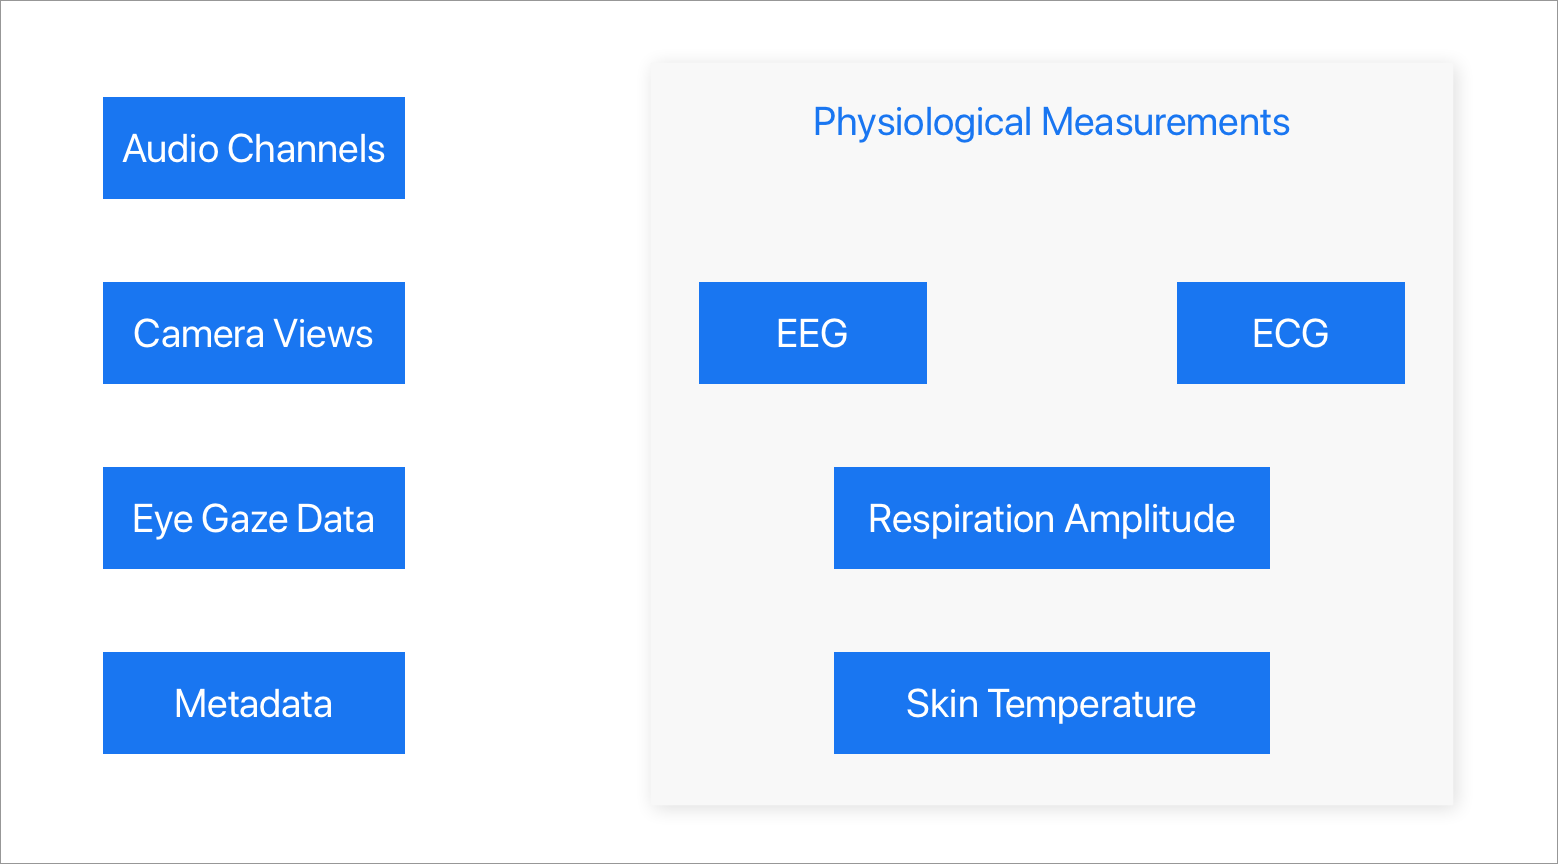 Audio Channels
Camera Views
Eye Gaze Data
Metadata
Physiological Measurements
EEG
ECG
Respiration Amplitude
Skin Temperature